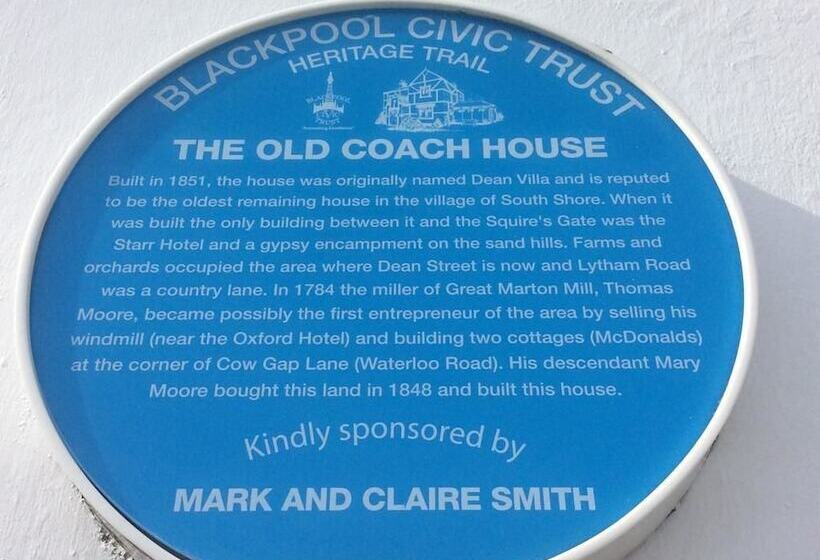 BLACKPOOL CIVIC TRUST
HERITAGE TRAIL
BLACKPOOL
CIVIC
TRUST
THE OLD COACH HOUSE
Built in 1851, the house was originally named Dean Villa and is reputed
to be the oldest remaining house in the village of South Shore. When it
was built the only building between it and the Squire's Gate was the
Starr Hotel and a gypsy encampment on the sand hills. Farms and
orchards occupied the area where Dean Street is now and Lytham Road
was a country lane. In 1784 the miller of Great Marton Mill, Thomas
Moore, became possibly the first entrepreneur of the area by selling his
windmill (near the Oxford Hotel) and building two cottages (McDonalds)
at the corner of Cow Gap Lane (Waterloo Road). His descendant Mary
Moore bought this land in 1848 and built this house.
Kindly sponsored by
MARK AND CLAIRE SMITH